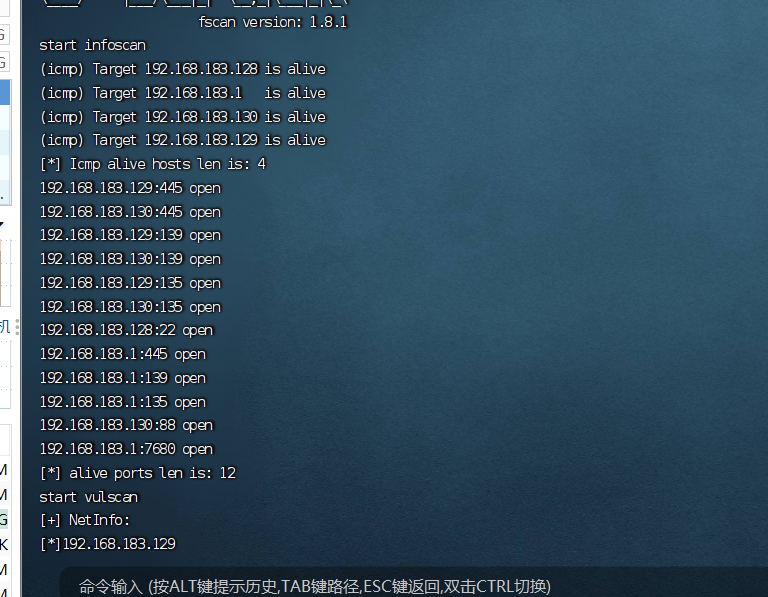 fscan version: 1.8.1
start infoscan
(icmp) Target 192.168.183.128 is alive
(icmp) Target 192.168.183.1   is alive
(icmp) Target 192.168.183.130 is alive
(icmp) Target 192.168.183.129 is alive
[*] Icmp alive hosts len is: 4
192.168.183.129:445 open
192.168.183.130:445 open
192.168.183.129:139 open
192.168.183.130:139 open
192.168.183.129:135 open
192.168.183.130:135 open
192.168.183.128:22 open
192.168.183.1:445 open
192.168.183.1:139 open
192.168.183.1:135 open
192.168.183.130:88 open
192.168.183.1:7680 open
[*] alive ports len is: 12
start vulscan
[+] NetInfo:
[*]192.168.183.129
命令输入 (按ALT键提示历史,TAB键路径,ESC键返回,双击CTRL切换)
G
G
机
M
M
G
K
M
M